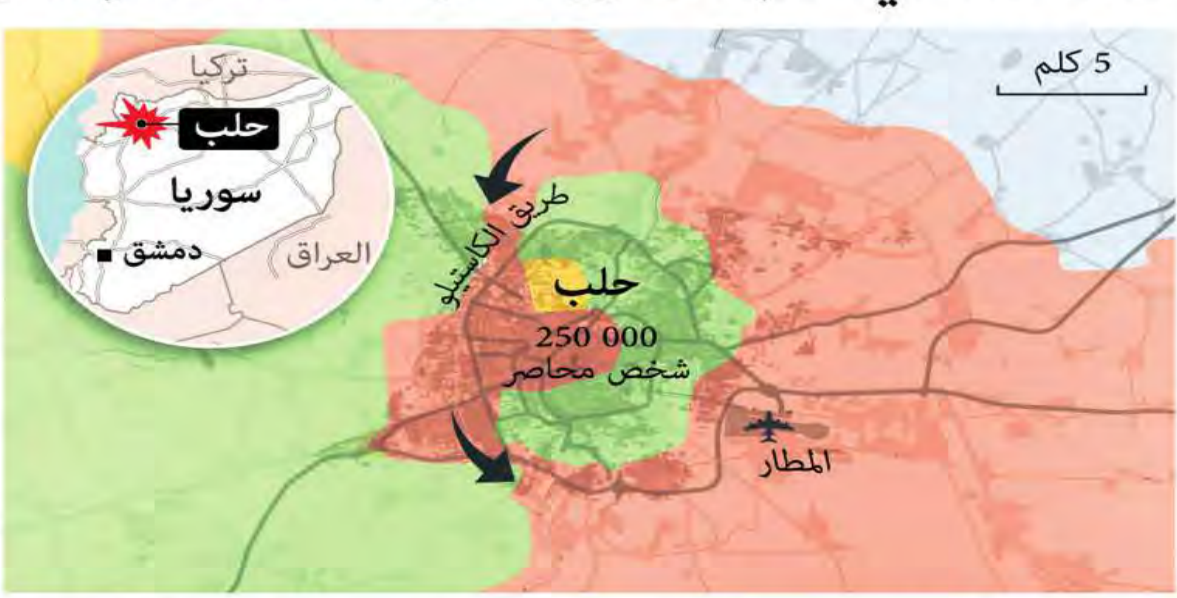 5 كلم
تركيا
حلب
سوريا
دمشق
العراق
طريق الكاستيلو
حلب
250 000
شخص محاصر
المطار